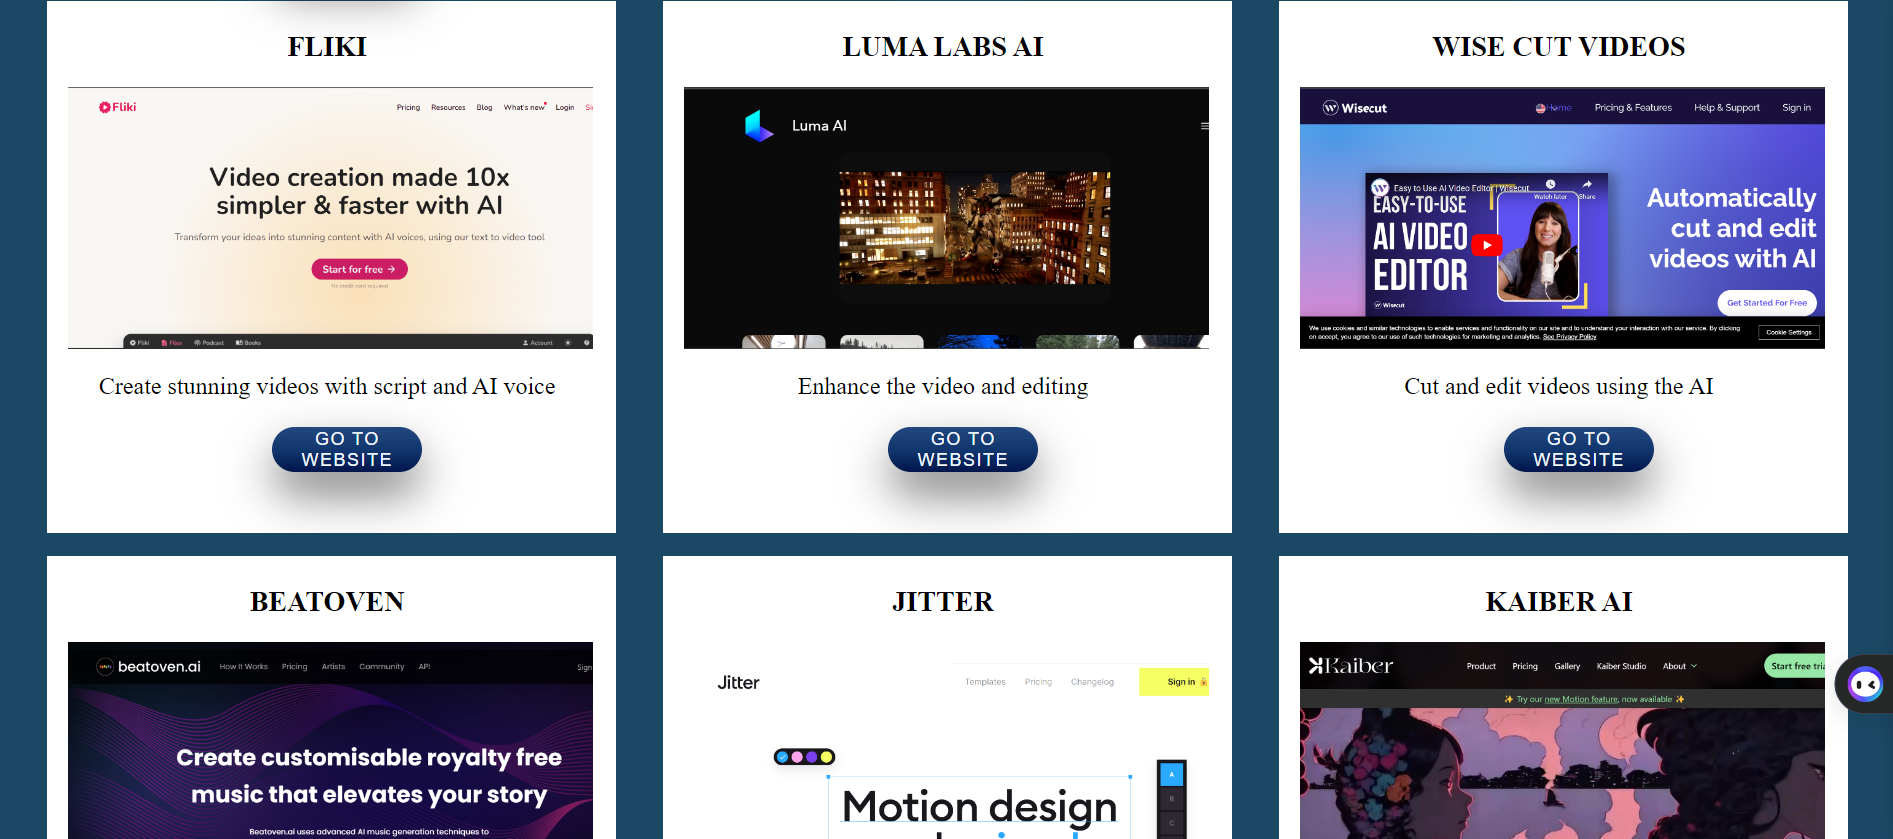 FLIKI
Fliki
Pricing Resources Blog What's new Login
Video creation made 10x
simpler & faster with AI
Transform your ideas into stunning content with AI voices, using our text to video tool
Start for free →
No credit card required
Fliki Files Podcast Books Account
Create stunning videos with script and AI voice
GO TO
WEBSITE
LUMA LABS AI
Luma AI
Enhance the video and editing
GO TO
WEBSITE
WISE CUT VIDEOS
Wisecut
Home Pricing & Features Help & Support Sign in
Easy to Use AI Video Editor | Wisecut
Watch later Share
EASY-TO-USE
AI VIDEO
EDITOR
Wisecut
Automatically
cut and edit
videos with AI
Get Started For Free
We use cookies and similar technologies to enable services and functionality on our site and to understand your interaction with our service. By clicking
on accept, you agree to our use of such technologies for marketing and analytics. See Privacy Policy
Cookie Settings
Cut and edit videos using the AI
GO TO
WEBSITE
BEATOVEN
beatoven.ai
How It Works Pricing Artists Community API Sign
Create customisable royalty free
music that elevates your story
Beatoven.ai uses advanced AI music generation techniques to
JITTER
Jitter
Templates Pricing Changelog Sign in
A
B
C
Motion design
KAIBER AI
Kaiber
Product Pricing Gallery Kaiber Studio About Start free tria
Try our new Motion feature, now available